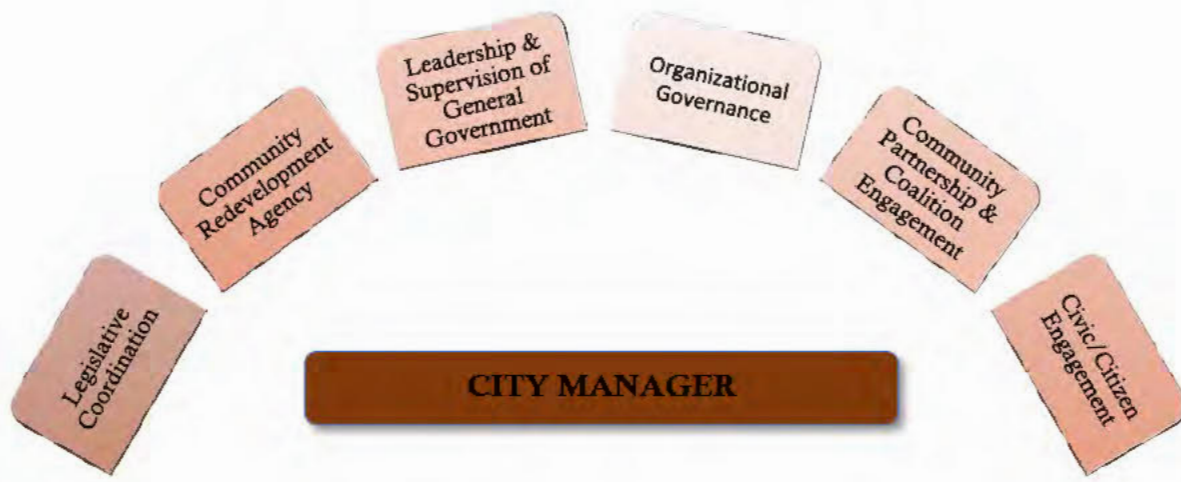 Legislative
Coordination
Community
Redevelopment
Agency
Leadership &
Supervision of
General
Government
Organizational
Governance
Community
Partnership &
Coalition
Engagement
Civic/Citizen
Engagement
CITY MANAGER